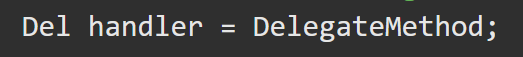 Del handler = DelegateMethod;